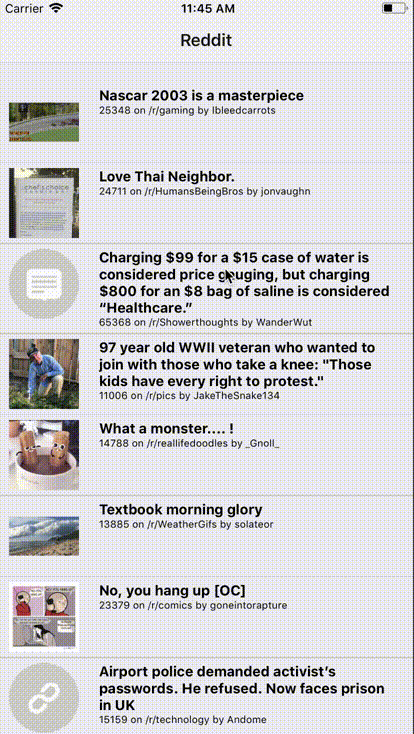 Carrier 11:45 AM
Reddit
Nascar 2003 is a masterpiece
25348 on /r/gaming by Ibleedcarrots
Love Thai Neighbor.
24711 on /r/HumansBeingBros by jonvaughn
Charging $99 for a $15 case of water is
considered price gouging, but charging
$800 for an $8 bag of saline is considered
“Healthcare.”
65368 on /r/Showerthoughts by WanderWut
97 year old WWII veteran who wanted to
join with those who take a knee: "Those
kids have every right to protest."
11006 on /r/pics by JakeTheSnake134
What a monster.... !
14788 on /r/reallifedoodles by _Gnoll_
Textbook morning glory
13885 on /r/WeatherGifs by solateor
No, you hang up [OC]
23379 on /r/comics by goneintorapture
Airport police demanded activist’s
passwords. He refused. Now faces prison
in UK
15159 on /r/technology by Andome